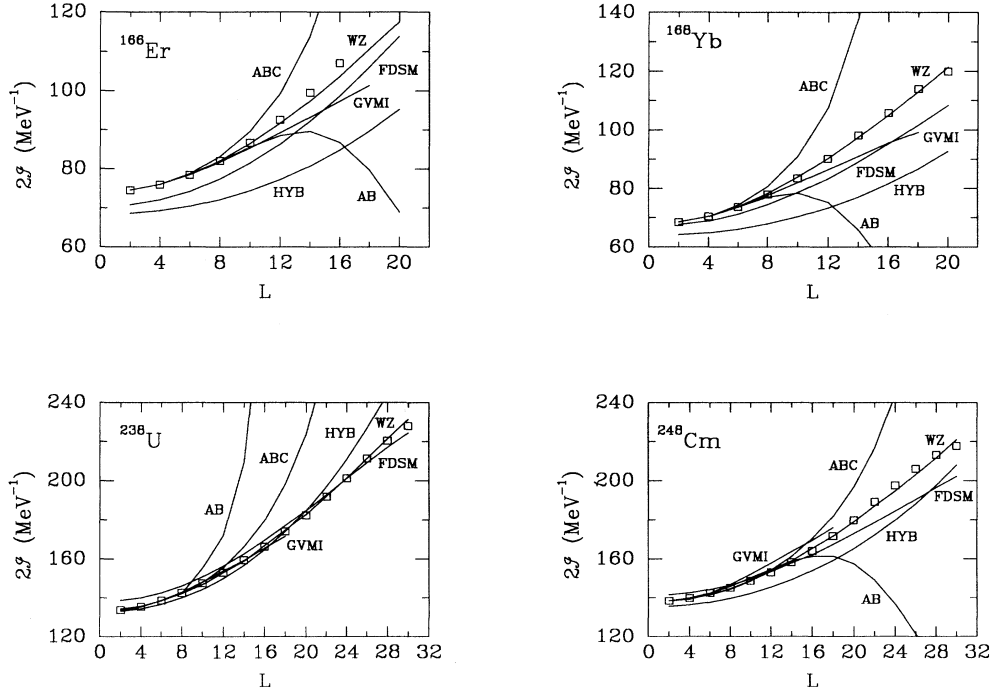 166Er
ABC
WZ
FDSM
GVMI
HYB
AB
2ℐ (MeV−1)
120
100
80
60
0 4 8 12 16 20
L
168Yb
ABC
WZ
FDSM
HYB
AB
2ℐ (MeV−1)
140
120
100
80
60
0 4 8 12 16 20
L
GVMI
238U
AB
ABC
HYB
WZ
FDSM
GVMI
2ℐ (MeV−1)
240
200
160
120
0 4 8 12 16 20 24 28 32
L
248Cm
ABC
WZ
FDSM
GVMI
HYB
AB
2ℐ (MeV−1)
240
200
160
120
0 4 8 12 16 20 24 28 32
L